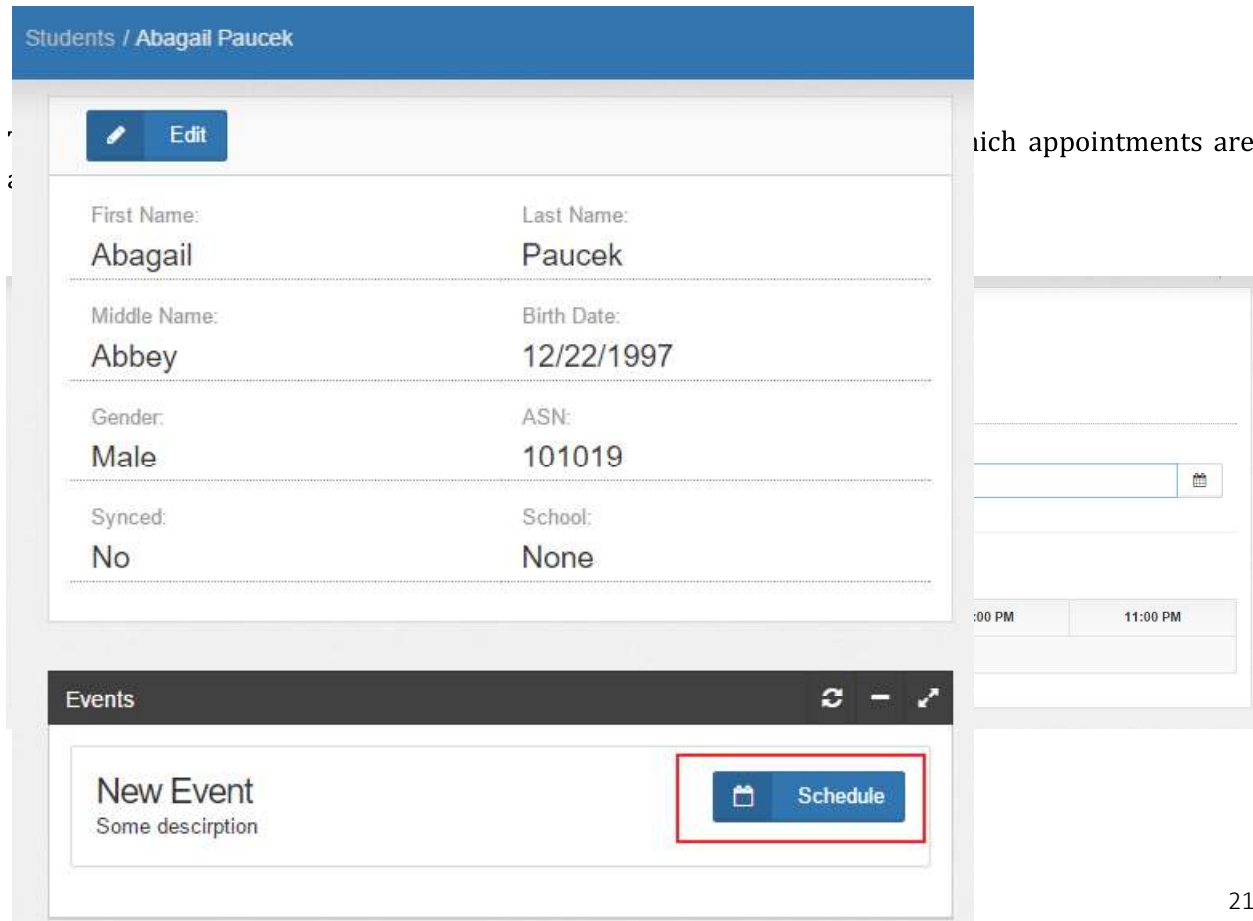 Students / Abagail Paucek
Edit
appointments are
First Name: Last Name:
Abagail Paucek
Middle Name: Birth Date:
Abbey 12/22/1997
Gender: ASN:
Male 101019
Synced: School:
No None
:00 PM 11:00 PM
Events
New Event
Schedule
Some descirption
21